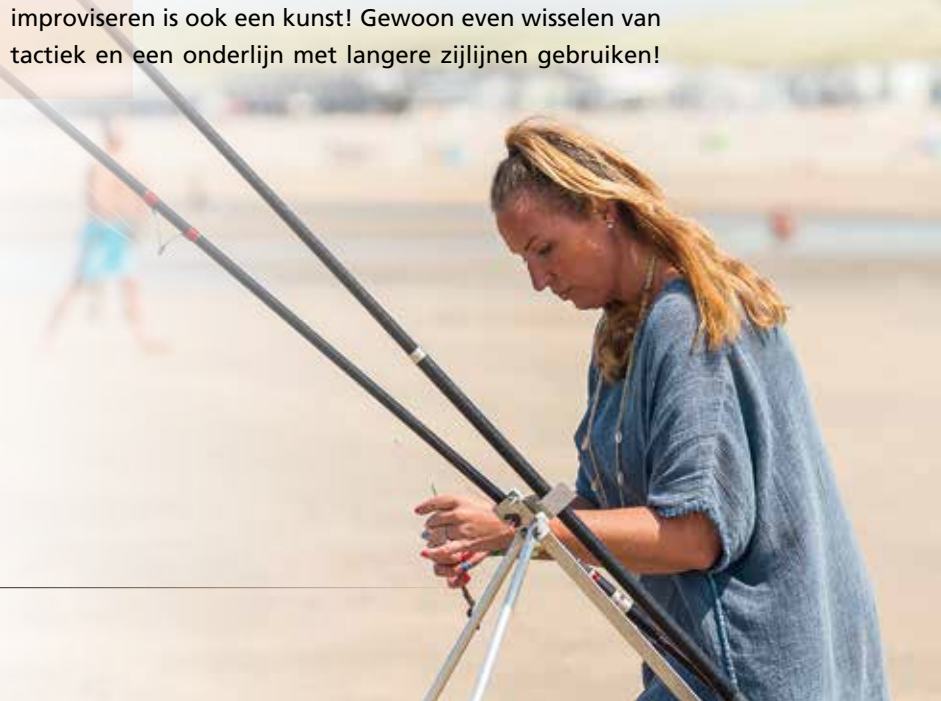 improviseren is ook een kunst! Gewoon even wisselen van
tactiek en een onderlijn met langere zijlijnen gebruiken!